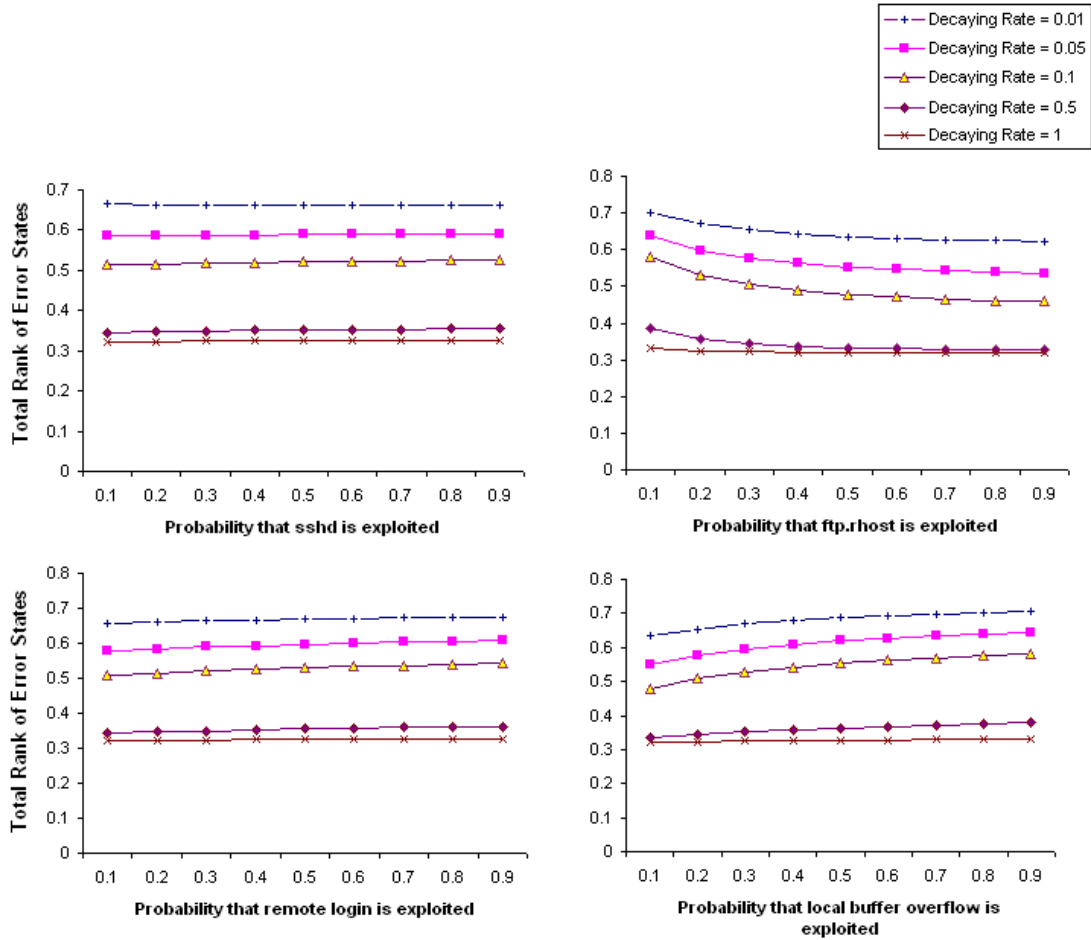 Decaying Rate = 0.01
Decaying Rate = 0.05
Decaying Rate = 0.1
Decaying Rate = 0.5
Decaying Rate = 1
Total Rank of Error States
0.7
0.6
0.5
0.4
0.3
0.2
0.1
0
0.1 0.2 0.3 0.4 0.5 0.6 0.7 0.8 0.9
Probability that sshd is exploited
0.8
0.7
0.6
0.5
0.4
0.3
0.2
0.1
0
0.1 0.2 0.3 0.4 0.5 0.6 0.7 0.8 0.9
Probability that ftp.rhost is exploited
Total Rank of Error States
0.8
0.7
0.6
0.5
0.4
0.3
0.2
0.1
0
0.1 0.2 0.3 0.4 0.5 0.6 0.7 0.8 0.9
Probability that remote login is exploited
0.8
0.7
0.6
0.5
0.4
0.3
0.2
0.1
0
0.1 0.2 0.3 0.4 0.5 0.6 0.7 0.8 0.9
Probability that local buffer overflow is
exploited